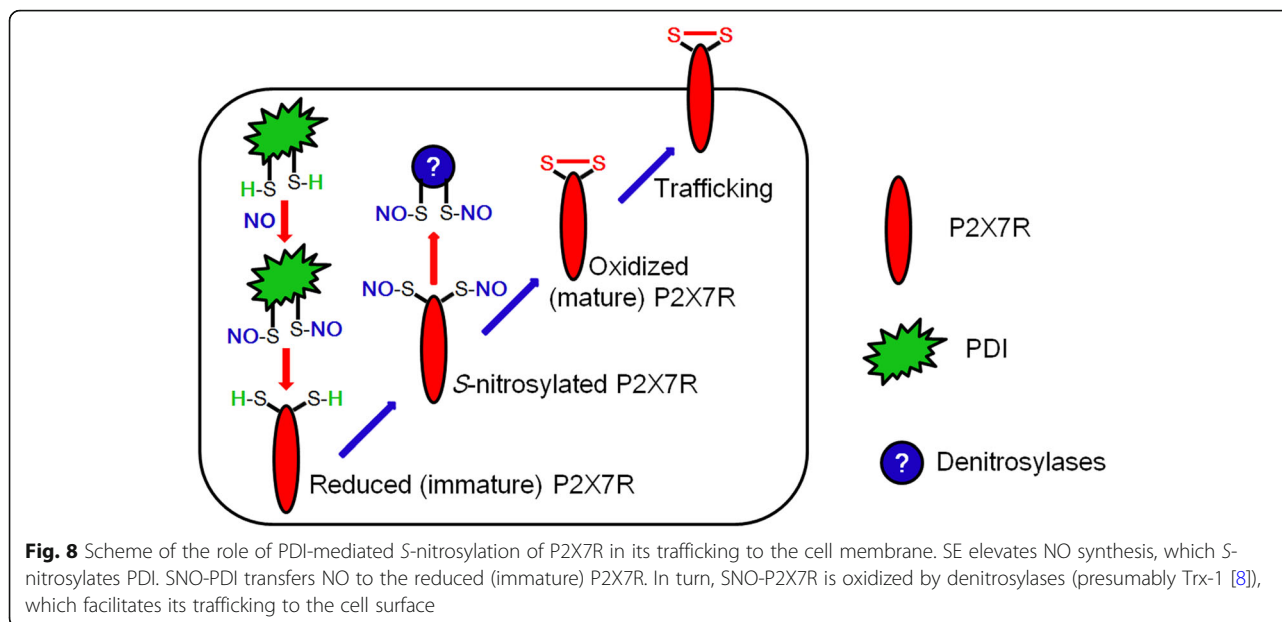 S—S
H-S S-H
NO
?
NO-S S-NO
S—S
Trafficking
P2X7R
NO-S S-NO
NO-S S-NO
Oxidized
(mature) P2X7R
PDI
H-S S-H
S-nitrosylated P2X7R
Reduced (immature) P2X7R
? Denitrosylases
Fig. 8 Scheme of the role of PDI-mediated S-nitrosylation of P2X7R in its trafficking to the cell membrane. SE elevates NO synthesis, which S-
nitrosylates PDI. SNO-PDI transfers NO to the reduced (immature) P2X7R. In turn, SNO-P2X7R is oxidized by denitrosylases (presumably Trx-1 [8]),
which facilitates its trafficking to the cell surface